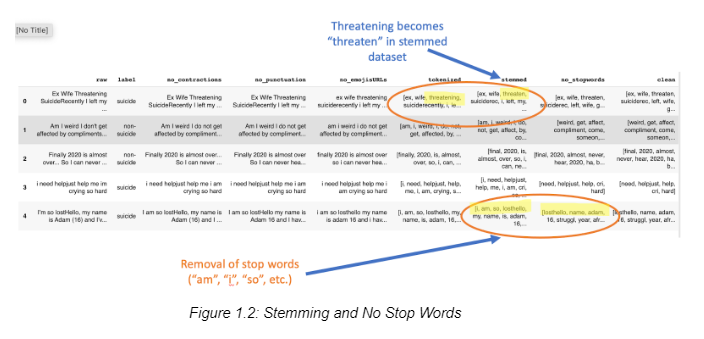 Threatening becomes
"threaten" in stemmed
dataset
[No Title]
raw label no_contractions no_punctuation no_emojisURLs tokenized stemmed no_stopwords clean
0 Ex Wife Threatening SuicideRecently I left my ... suicide Ex Wife Threatening SuicideRecently I left my ... Ex Wife Threatening SuicideRecently I left my ... ex wife threatening suiciderecently i left my ... [ex, wife, threatening, suiciderecently, i, le... [ex, wife, threaten, suiciderec, i, left, my, ... [ex, wife, threaten, suiciderec, left, wife, g... [ex, wife, threaten, suiciderec, left, wife, g...
1 Am I weird I don't get affected by compliments... non-suicide Am I weird I do not get affected by compliment... Am I weird I do not get affected by compliment... am i weird i do not get affected by compliment... [am, i, weird, i, do, not, get, affected, by, ... [am, i, weird, i, do, not, get, affect, by, co... [weird, get, affect, compliment, come, someon,... [weird, get, affect, compliment, come, someon,...
2 Finally 2020 is almost over... So I can never ... non-suicide Finally 2020 is almost over... So I can never ... Finally 2020 is almost over So I can never hea... finally 2020 is almost over so i can never hea... [finally, 2020, is, almost, over, so, i, can, ... [final, 2020, is, almost, over, so, i, can, ne... [final, 2020, almost, never, hear, 2020, ha, b... [final, 2020, almost, never, hear, 2020, ha, b...
3 i need helpjust help me im crying so hard suicide i need helpjust help me i am crying so hard i need helpjust help me i am crying so hard i need helpjust help me i am crying so hard [i, need, helpjust, help, me, i, am, crying, s... [i, need, helpjust, help, me, i, am, cri, so, ... [need, helpjust, help, cri, hard] [need, helpjust, help, cri, hard]
4 I'm so lostHello, my name is Adam (16) and I'v... suicide I am so lostHello, my name is Adam (16) and I ... I am so lostHello my name is Adam 16 and I hav... i am so losthello my name is adam 16 and i hav... [i, am, so, losthello, my, name, is, adam, 16,... [i, am, so, losthello, my, name, is, adam, 16,... [losthello, name, adam, 16, struggl, year, afr... [losthello, name, adam, 16, struggl, year, afr...
Removal of stop words
("am", "i", "so", etc.)
Figure 1.2: Stemming and No Stop Words